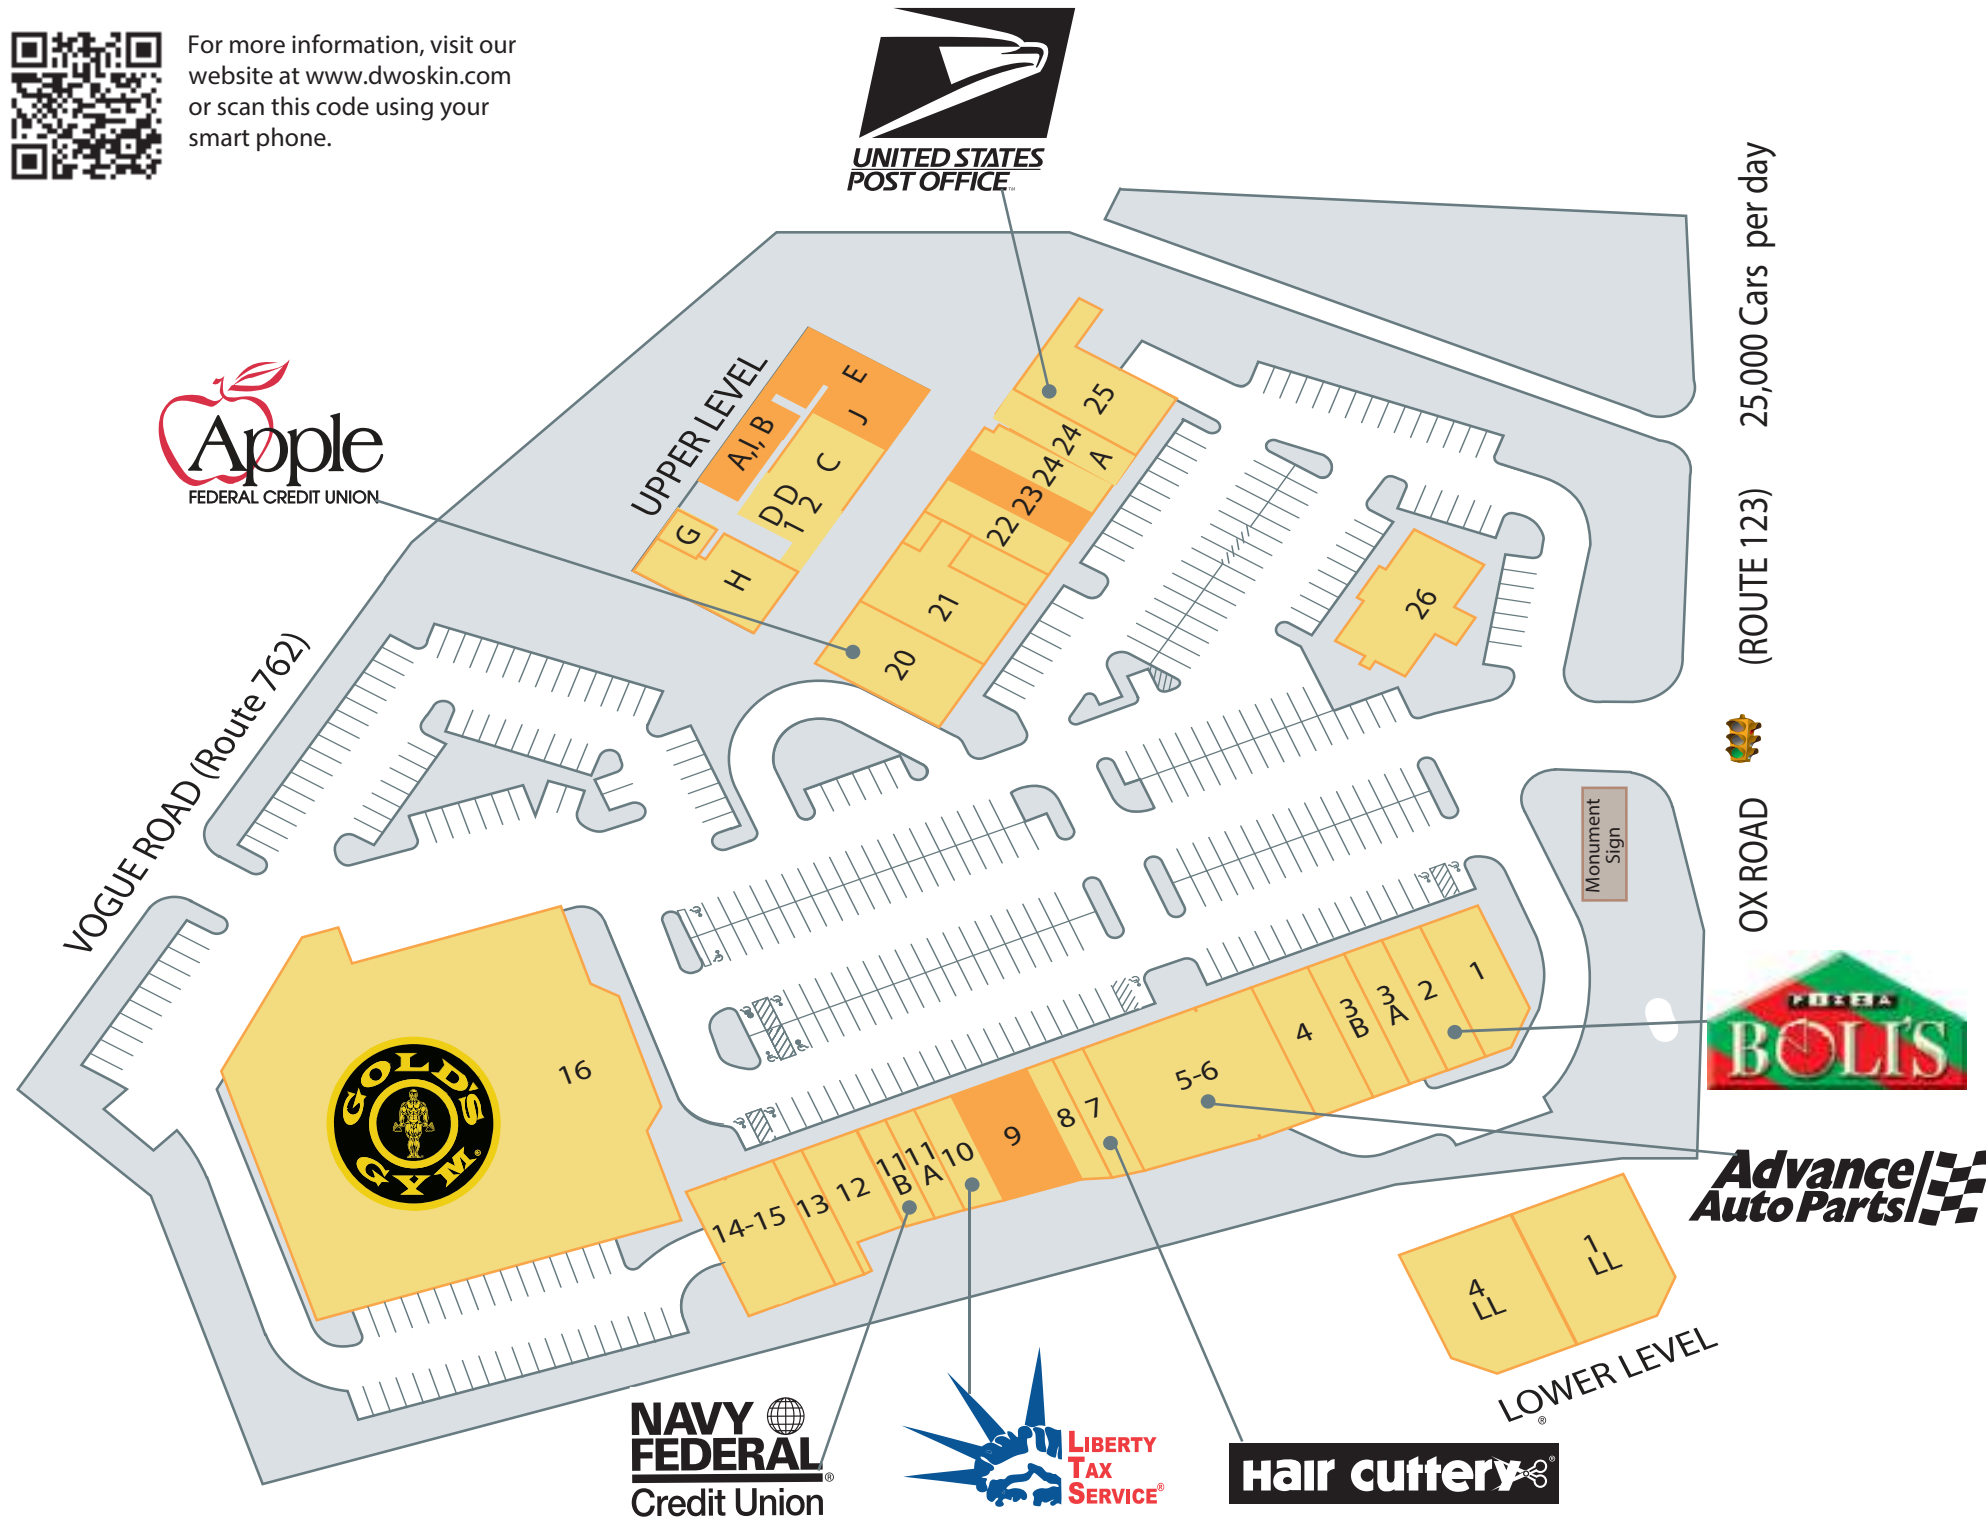 For more information, visit our
website at www.dwoskin.com
or scan this code using your
smart phone.
UNITED STATES
POST OFFICE™
25,000 Cars per day
(ROUTE 123)
OX ROAD
Apple
FEDERAL CREDIT UNION
UPPER LEVEL
E
J
A,I, B
C
D
1
D
2
G
H
25
24
A
24
23
22
21
20
26
VOGUE ROAD (Route 762)
Monument
Sign
PIZZA
BOLI'S
1
2
3
A
3
B
4
5-6
7
8
9
10
11
A
11
B
12
13
14-15
16
GOLD'S
GYM®
Advance
Auto Parts
1
LL
4
LL
LOWER LEVEL
®
NAVY
FEDERAL
®
Credit Union
LIBERTY
TAX
SERVICE®
Hair cuttery®